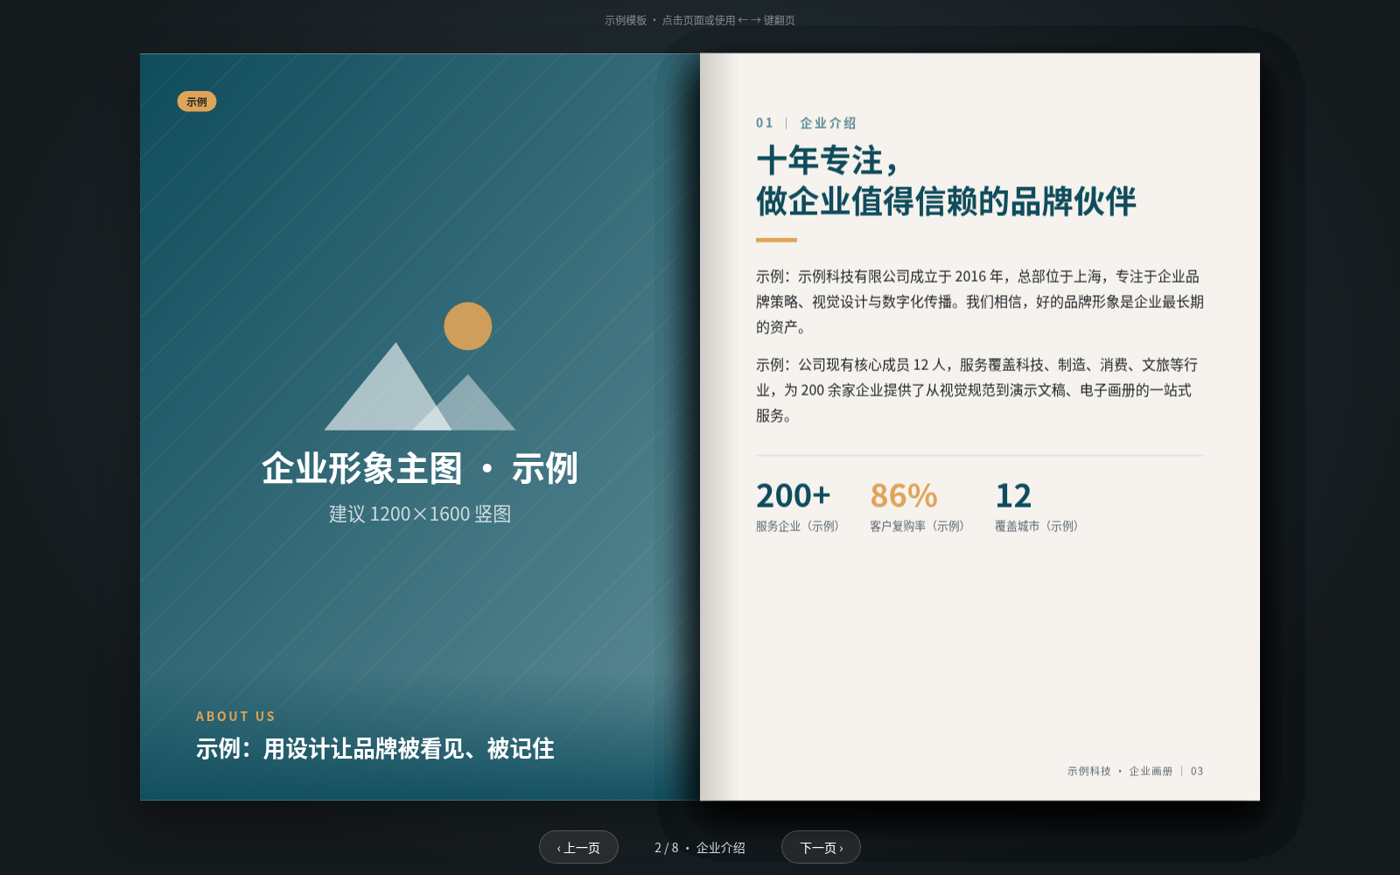 示例模板 · 点击页面或使用 ← → 键翻页
示例
企业形象主图 · 示例
建议 1200×1600 竖图
ABOUT US
示例：用设计让品牌被看见、被记住
01 ｜ 企业介绍
十年专注，
做企业值得信赖的品牌伙伴
示例：示例科技有限公司成立于 2016 年，总部位于上海，专注于企业品
牌策略、视觉设计与数字化传播。我们相信，好的品牌形象是企业最长期
的资产。
示例：公司现有核心成员 12 人，服务覆盖科技、制造、消费、文旅等行
业，为 200 余家企业提供了从视觉规范到演示文稿、电子画册的一站式
服务。
200+ 86% 12
服务企业（示例） 客户复购率（示例） 覆盖城市（示例）
示例科技 · 企业画册 ｜ 03
‹ 上一页 2 / 8 · 企业介绍 下一页 ›